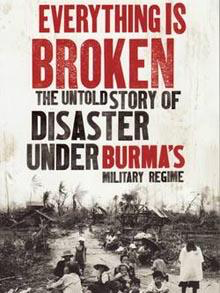 EVERYTHING IS
BROKEN
THE UNTOLD STORY OF
DISASTER
UNDER BURMA'S
MILITARY REGIME